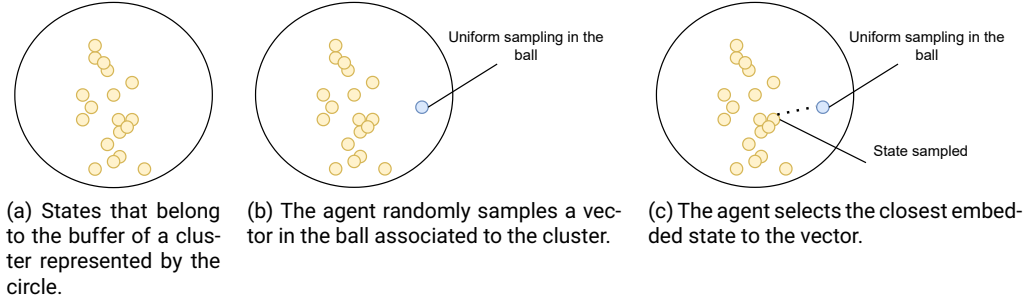 Uniform sampling in the
ball
Uniform sampling in the
ball
State sampled
(a) States that belong
to the buffer of a clus-
ter represented by the
circle.
(b) The agent randomly samples a vec-
tor in the ball associated to the cluster.
(c) The agent selects the closest embed-
ded state to the vector.